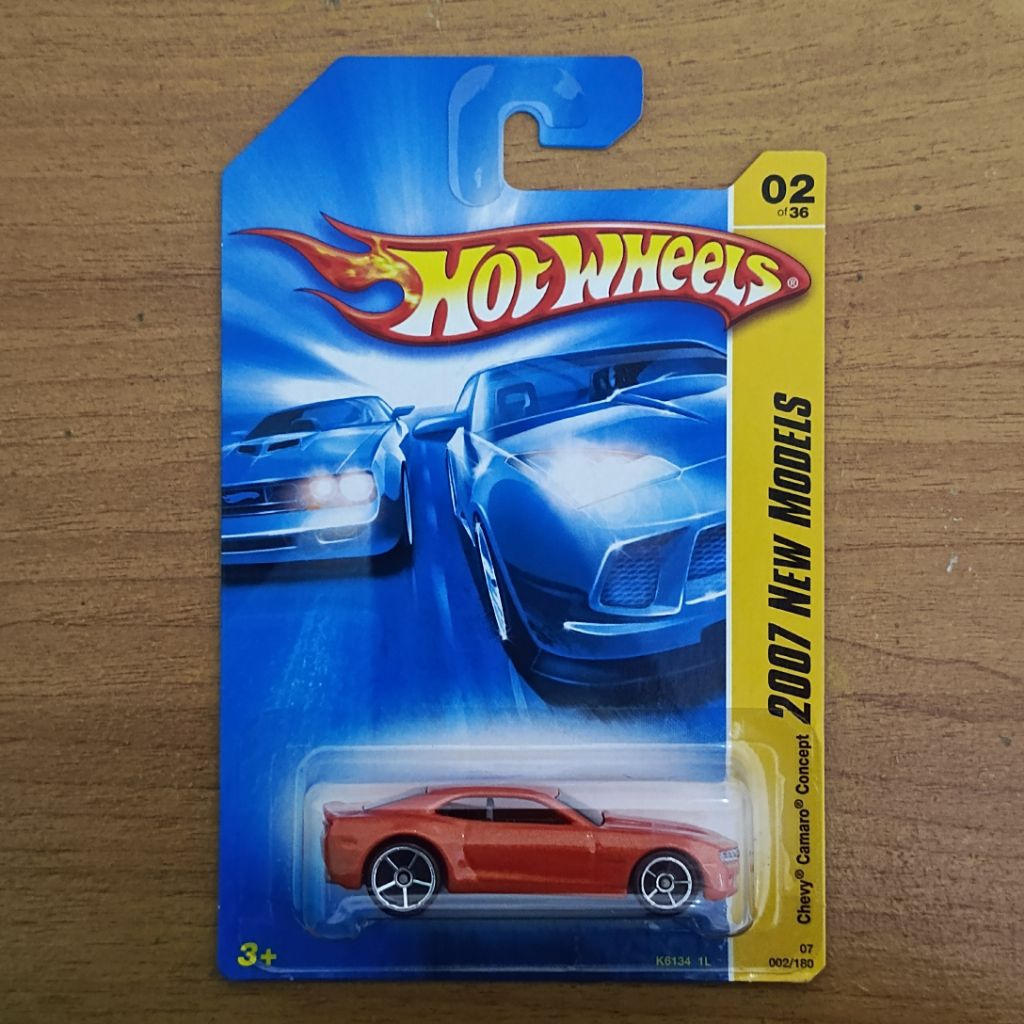 02
of 36
HOT WHEELS®
2007 NEW MODELS
Chevy® Camaro® Concept
3+
K6134 1L
07
002/180